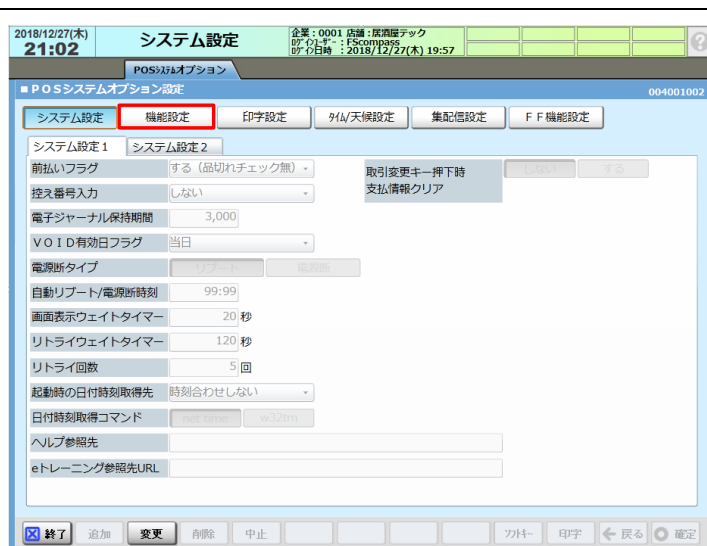 2018/12/27(木)
21:02
システム設定
企業 : 0001 店舗 : 居酒屋テック
ﾛｸﾞｲﾝﾕｰｻﾞｰ : FScompass
ﾛｸﾞｲﾝ日時 : 2018/12/27(木) 19:57
POSｼｽﾃﾑオプション
■ＰＯＳシステムオプション設定 004001002
システム設定 機能設定 印字設定 ﾀｲﾑ/天候設定 集配信設定 ＦＦ機能設定
システム設定１ システム設定２
前払いフラグ する（品切れチェック無）
取引変更キー押下時
支払情報クリア
しない する
控え番号入力 しない
電子ジャーナル保持期間 3,000
ＶＯＩＤ有効日フラグ 当日
電源断タイプ リブート 電源断
自動リブート/電源断時刻 99:99
画面表示ウェイトタイマー 20 秒
リトライウェイトタイマー 120 秒
リトライ回数 5 回
起動時の日付時刻取得先 時刻合わせしない
日付時刻取得コマンド net time w32tm
ヘルプ参照先
eトレーニング参照先URL
終了 追加 変更 削除 中止 ｿﾌﾄｷｰ 印字 戻る 確定